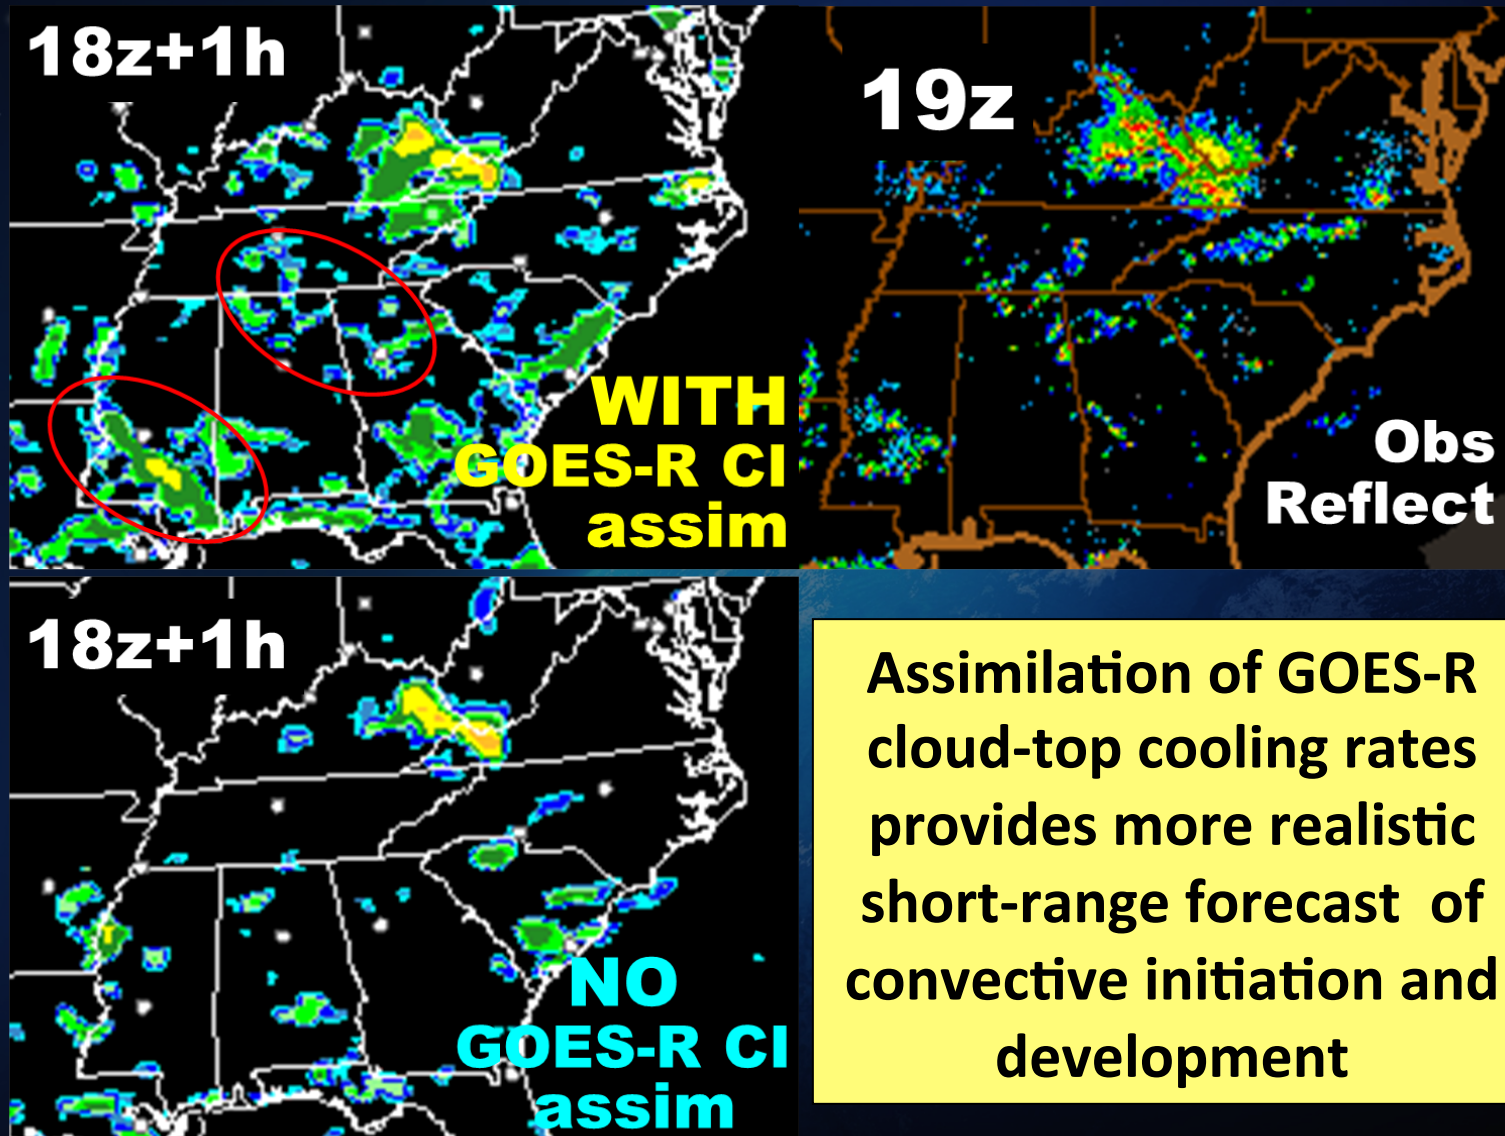 18z+1h
WITH
GOES-R CI
assim
19z
Obs
Reflect
18z+1h
NO
GOES-R CI
assim
Assimilation of GOES-R
cloud-top cooling rates
provides more realistic
short-range forecast  of
convective initiation and
development